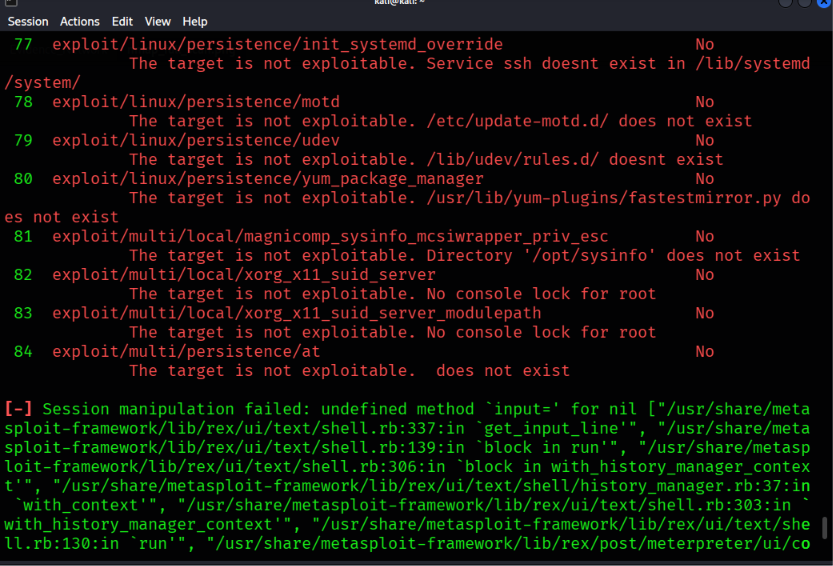 kali@kali: ~
Session Actions Edit View Help
77 exploit/linux/persistence/init_systemd_override No
The target is not exploitable. Service ssh doesnt exist in /lib/systemd
/system/
78 exploit/linux/persistence/motd No
The target is not exploitable. /etc/update-motd.d/ does not exist
79 exploit/linux/persistence/udev No
The target is not exploitable. /lib/udev/rules.d/ doesnt exist
80 exploit/linux/persistence/yum_package_manager No
The target is not exploitable. /usr/lib/yum-plugins/fastestmirror.py do
es not exist
81 exploit/multi/local/magnicomp_sysinfo_mcsiwrapper_priv_esc No
The target is not exploitable. Directory '/opt/sysinfo' does not exist
82 exploit/multi/local/xorg_x11_suid_server No
The target is not exploitable. No console lock for root
83 exploit/multi/local/xorg_x11_suid_server_modulepath No
The target is not exploitable. No console lock for root
84 exploit/multi/persistence/at No
The target is not exploitable.  does not exist
[-] Session manipulation failed: undefined method `input=' for nil ["/usr/share/meta
sploit-framework/lib/rex/ui/text/shell.rb:337:in `get_input_line'", "/usr/share/meta
sploit-framework/lib/rex/ui/text/shell.rb:139:in `block in run'", "/usr/share/metasp
loit-framework/lib/rex/ui/text/shell.rb:306:in `block in with_history_manager_contex
t'", "/usr/share/metasploit-framework/lib/rex/ui/text/shell/history_manager.rb:37:in
`with_context'", "/usr/share/metasploit-framework/lib/rex/ui/text/shell.rb:303:in `
with_history_manager_context'", "/usr/share/metasploit-framework/lib/rex/ui/text/she
ll.rb:130:in `run'", "/usr/share/metasploit-framework/lib/rex/post/meterpreter/ui/co